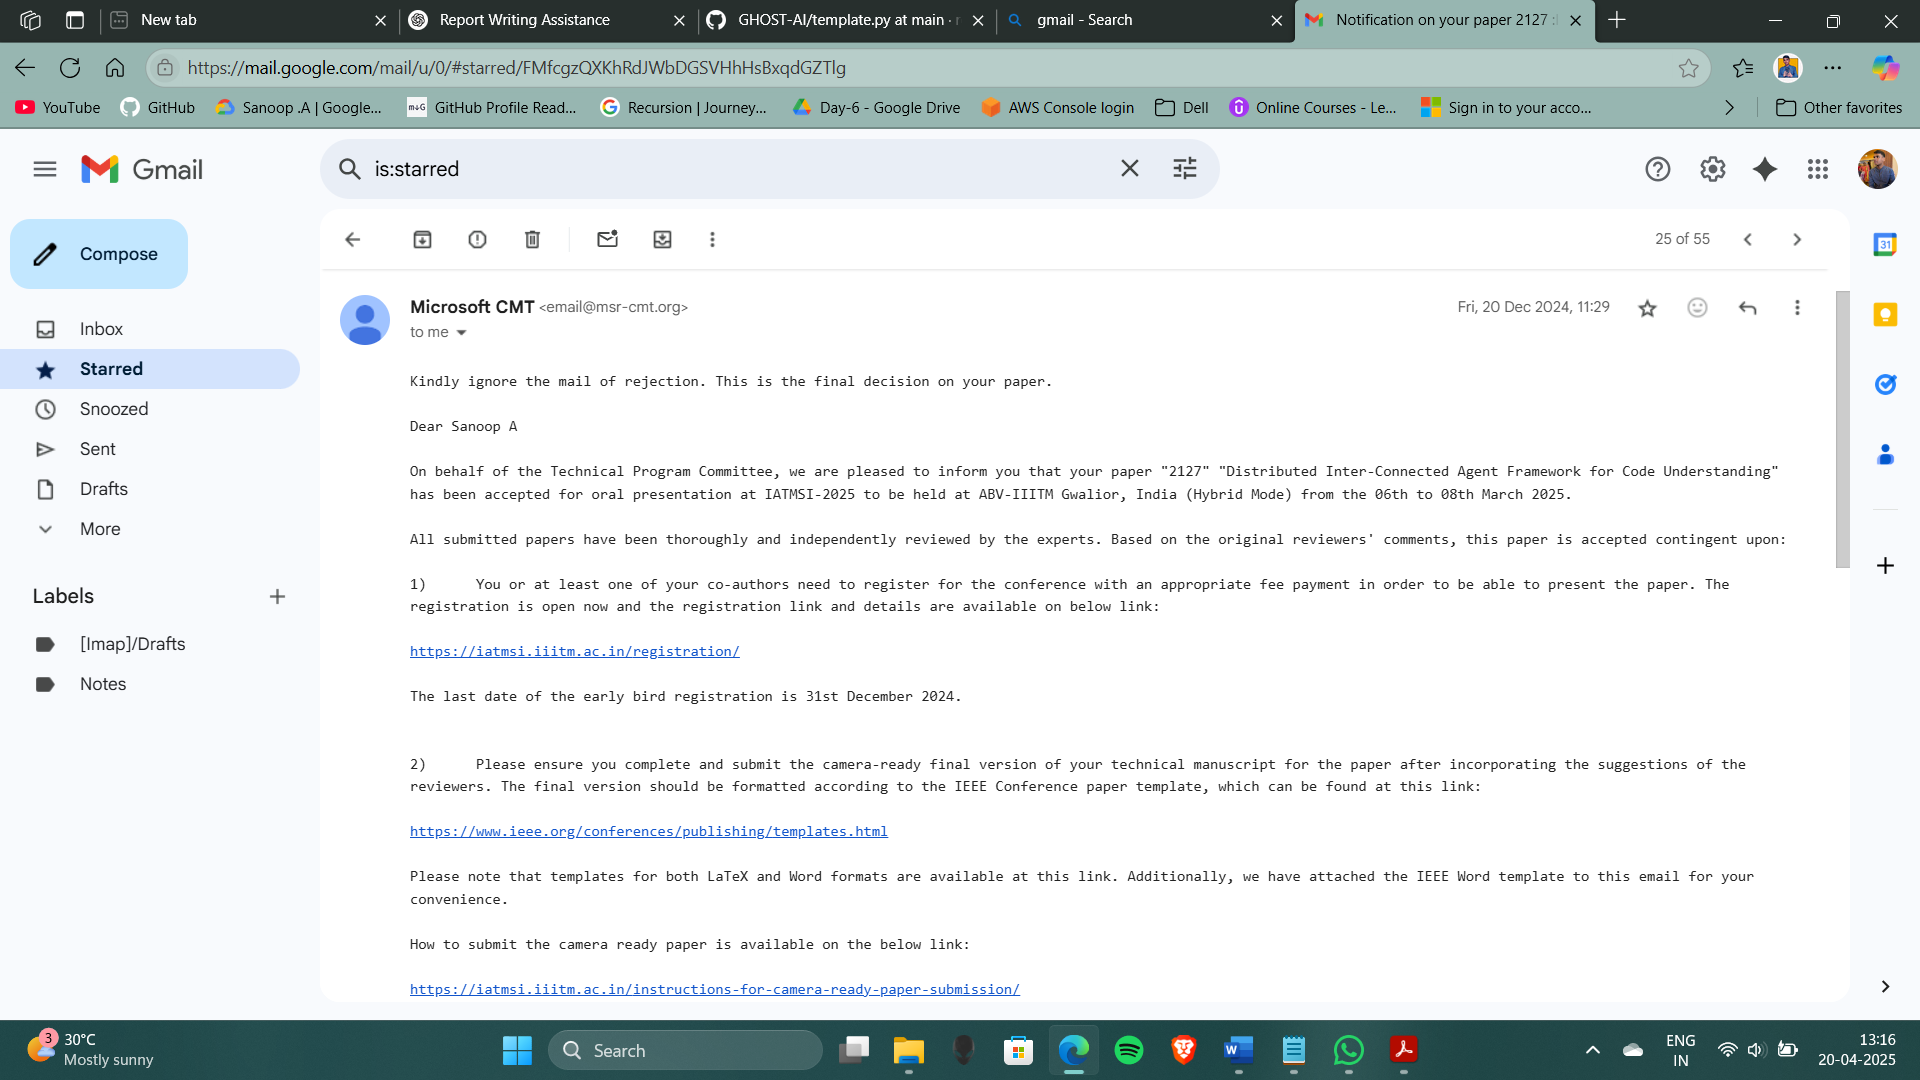 New tab
Report Writing Assistance
GHOST-AI/template.py at main ·
gmail - Search
Notification on your paper 2127 :
https://mail.google.com/mail/u/0/#starred/FMfcgzQXKhRdJWbDGSVHhHsBxqdGZTlg
YouTube
GitHub
Sanoop .A | Google...
GitHub Profile Read...
Recursion | Journey...
Day-6 - Google Drive
AWS Console login
Dell
Online Courses - Le...
Sign in to your acco...
Other favorites
Gmail
is:starred
Compose
25 of 55
Inbox
Starred
Snoozed
Sent
Drafts
More
Labels
[Imap]/Drafts
Notes
Microsoft CMT <email@msr-cmt.org>
Fri, 20 Dec 2024, 11:29
to me
Kindly ignore the mail of rejection. This is the final decision on your paper.
Dear Sanoop A
On behalf of the Technical Program Committee, we are pleased to inform you that your paper "2127" "Distributed Inter-Connected Agent Framework for Code Understanding"
has been accepted for oral presentation at IATMSI-2025 to be held at ABV-IIITM Gwalior, India (Hybrid Mode) from the 06th to 08th March 2025.
All submitted papers have been thoroughly and independently reviewed by the experts. Based on the original reviewers' comments, this paper is accepted contingent upon:
1) You or at least one of your co-authors need to register for the conference with an appropriate fee payment in order to be able to present the paper. The
registration is open now and the registration link and details are available on below link:
https://iatmsi.iiitm.ac.in/registration/
The last date of the early bird registration is 31st December 2024.
2) Please ensure you complete and submit the camera-ready final version of your technical manuscript for the paper after incorporating the suggestions of the
reviewers. The final version should be formatted according to the IEEE Conference paper template, which can be found at this link:
https://www.ieee.org/conferences/publishing/templates.html
Please note that templates for both LaTeX and Word formats are available at this link. Additionally, we have attached the IEEE Word template to this email for your
convenience.
How to submit the camera ready paper is available on the below link:
https://iatmsi.iiitm.ac.in/instructions-for-camera-ready-paper-submission/
31
3
30°C
Mostly sunny
Search
ENG
IN
13:16
20-04-2025